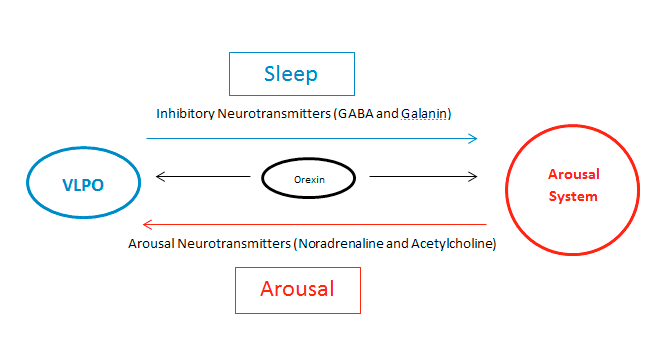 Sleep
Inhibitory Neurotransmitters (GABA and Galanin)
VLPO
Orexin
Arousal
System
Arousal Neurotransmitters (Noradrenaline and Acetylcholine)
Arousal